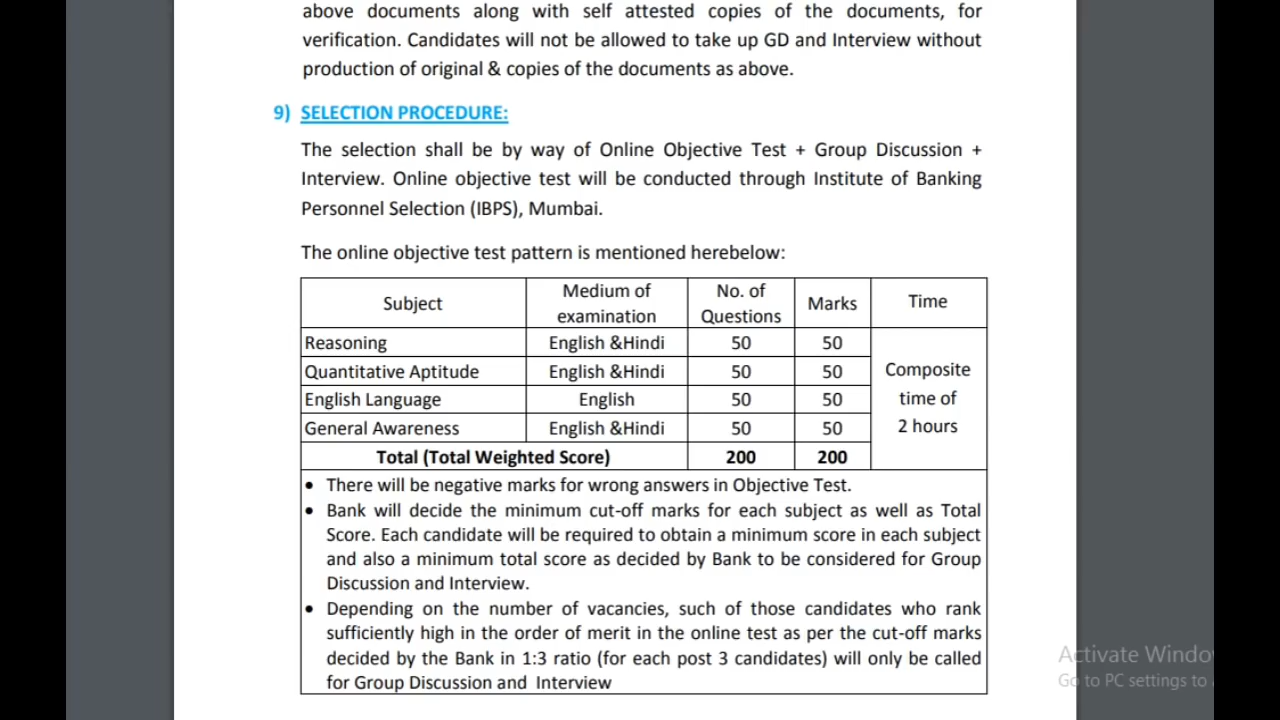 above documents along with self attested copies of the documents, for
verification. Candidates will not be allowed to take up GD and Interview without
production of original & copies of the documents as above.
9) SELECTION PROCEDURE:
The selection shall be by way of Online Objective Test + Group Discussion +
Interview. Online objective test will be conducted through Institute of Banking
Personnel Selection (IBPS), Mumbai.
The online objective test pattern is mentioned herebelow:
Subject Medium of examination No. of Questions Marks Time
Reasoning English &Hindi 50 50 Composite time of 2 hours
Quantitative Aptitude English &Hindi 50 50
English Language English 50 50
General Awareness English &Hindi 50 50
Total (Total Weighted Score) 200 200
• There will be negative marks for wrong answers in Objective Test.
• Bank will decide the minimum cut-off marks for each subject as well as Total
Score. Each candidate will be required to obtain a minimum score in each subject
and also a minimum total score as decided by Bank to be considered for Group
Discussion and Interview.
• Depending on the number of vacancies, such of those candidates who rank
sufficiently high in the order of merit in the online test as per the cut-off marks
decided by the Bank in 1:3 ratio (for each post 3 candidates) will only be called
for Group Discussion and Interview
Activate Windo
Go to PC settings to